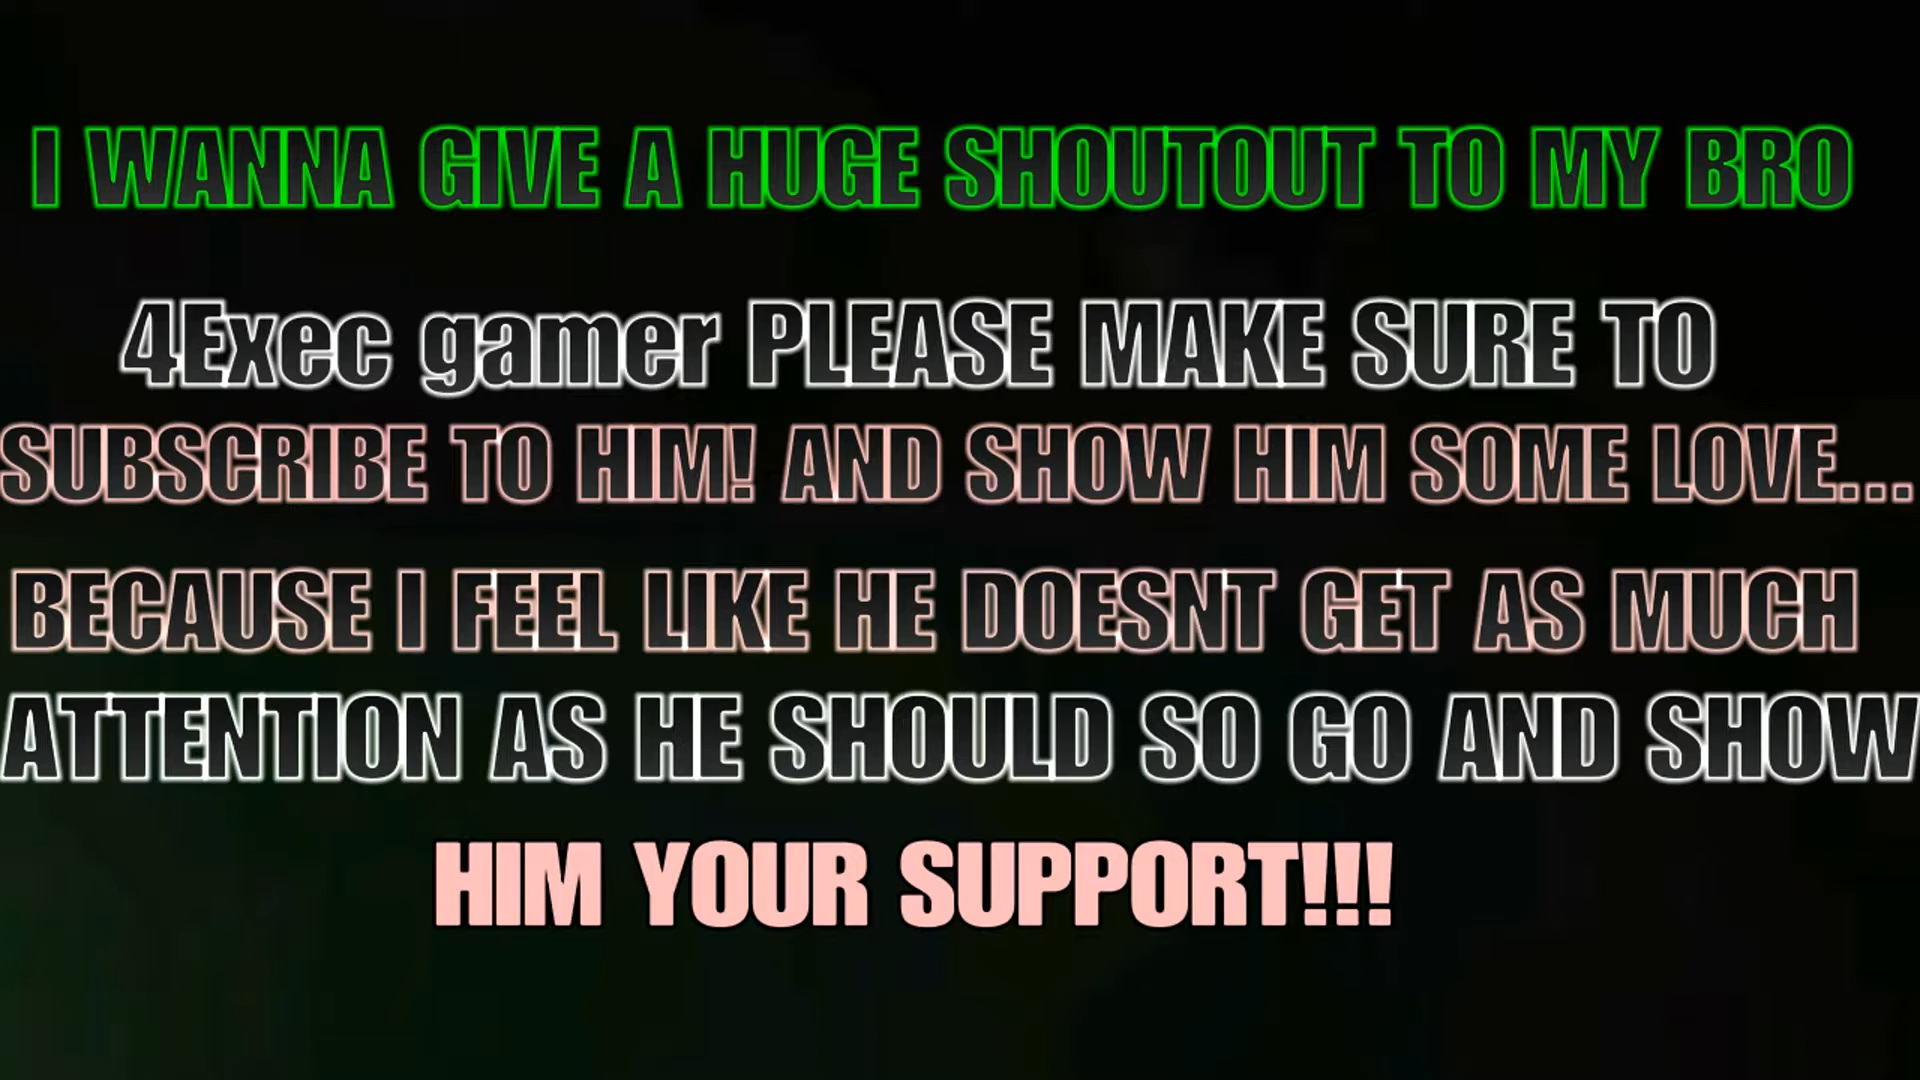 I WANNA GIVE A HUGE SHOUTOUT TO MY BRO
4Exec gamer PLEASE MAKE SURE TO
SUBSCRIBE TO HIM! AND SHOW HIM SOME LOVE...
BECAUSE I FEEL LIKE HE DOESNT GET AS MUCH
ATTENTION AS HE SHOULD SO GO AND SHOW
HIM YOUR SUPPORT!!!